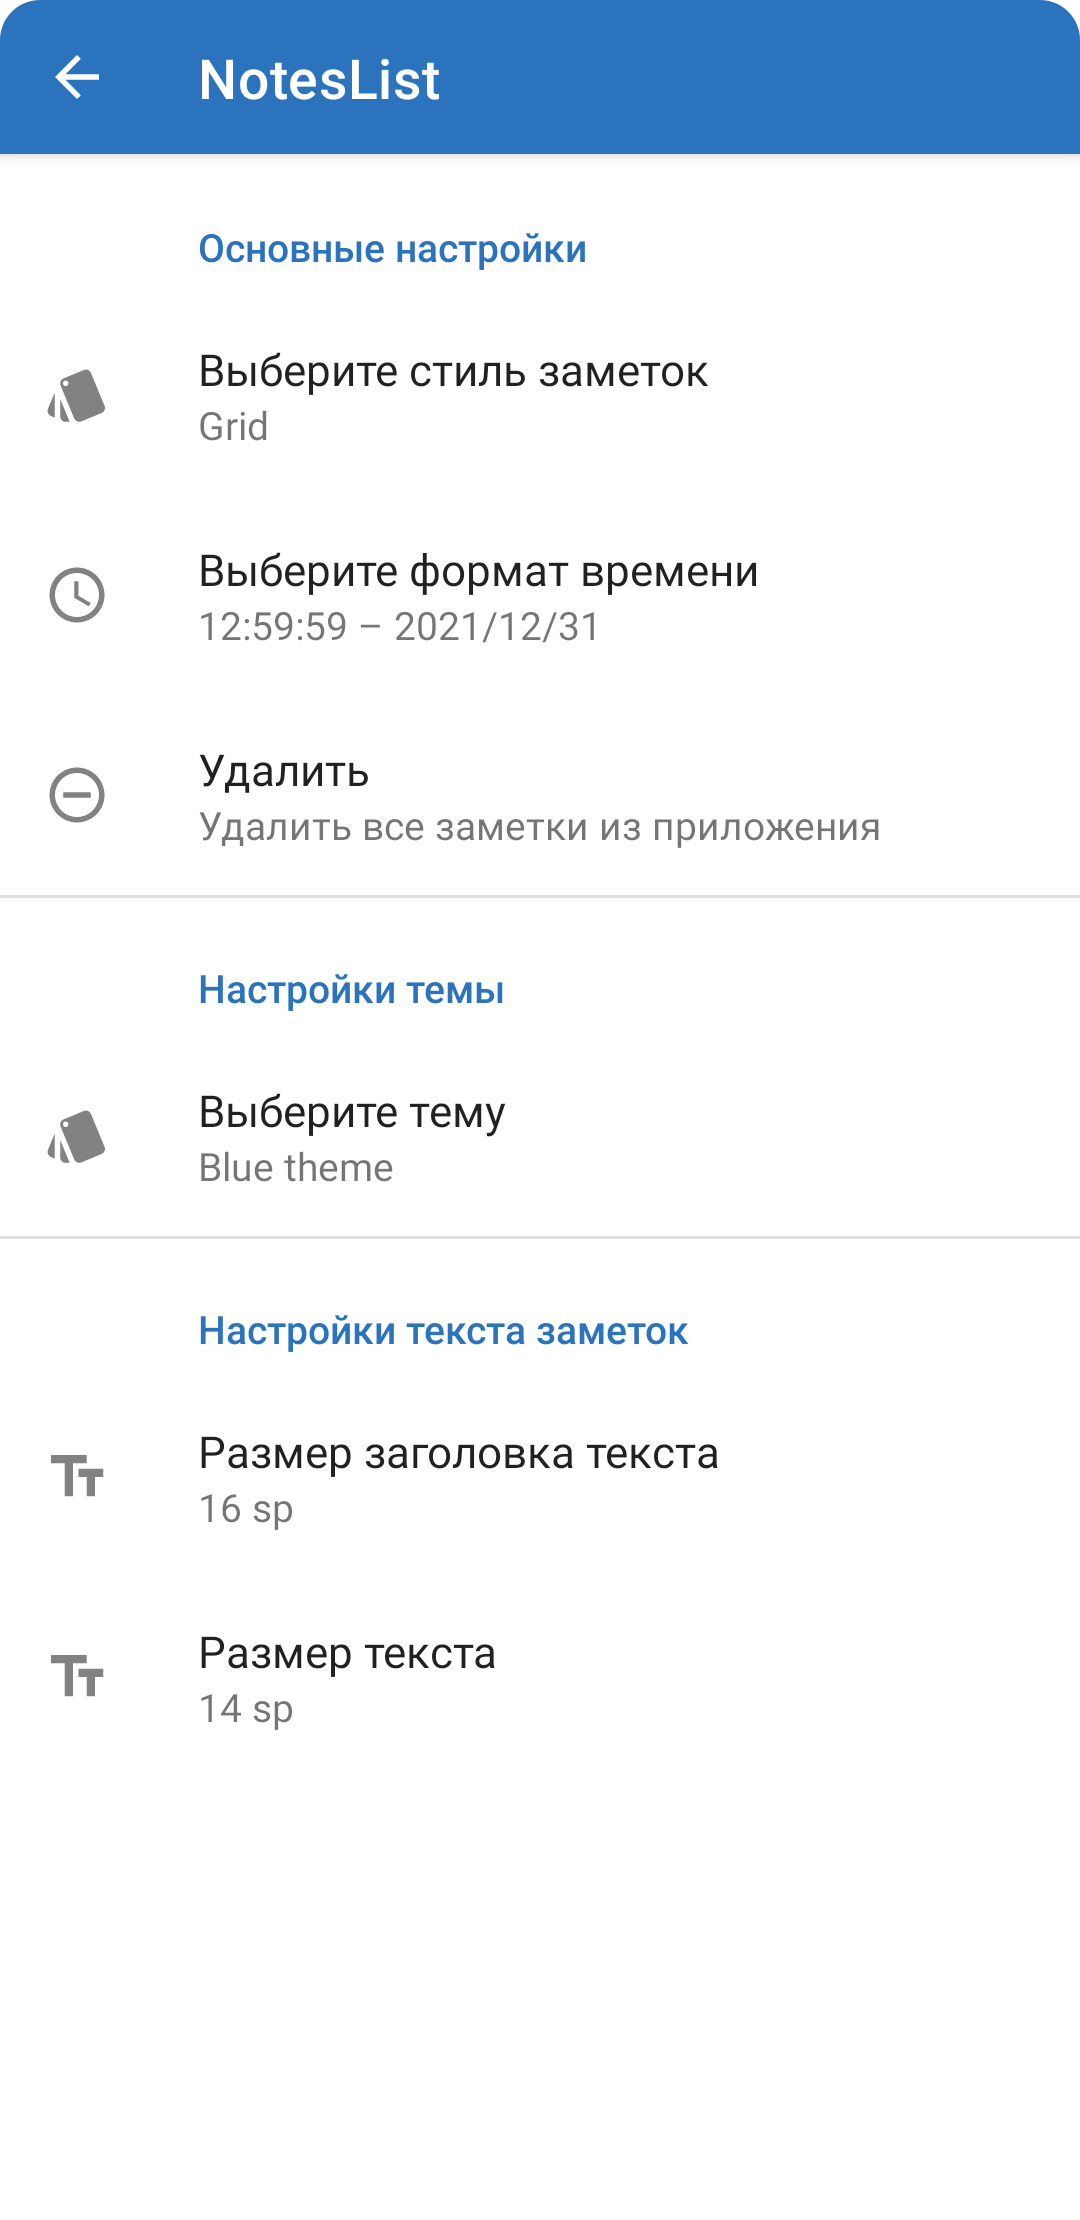 NotesList
Основные настройки
Выберите стиль заметок
Grid
Выберите формат времени
12:59:59 – 2021/12/31
Удалить
Удалить все заметки из приложения
Настройки темы
Выберите тему
Blue theme
Настройки текста заметок
Размер заголовка текста
16 sp
Размер текста
14 sp